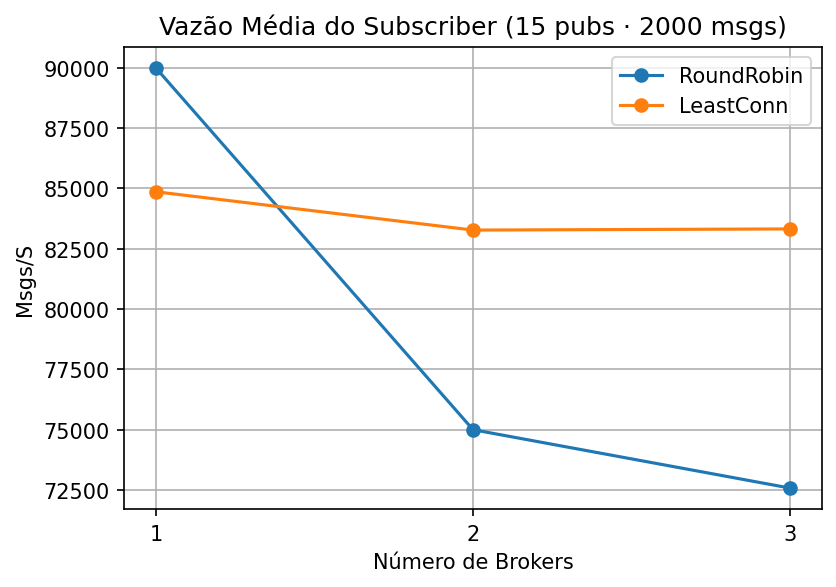 Vazão Média do Subscriber (15 pubs · 2000 msgs)
RoundRobin
LeastConn
Msgs/S
90000
87500
85000
82500
80000
77500
75000
72500
1 2 3
Número de Brokers